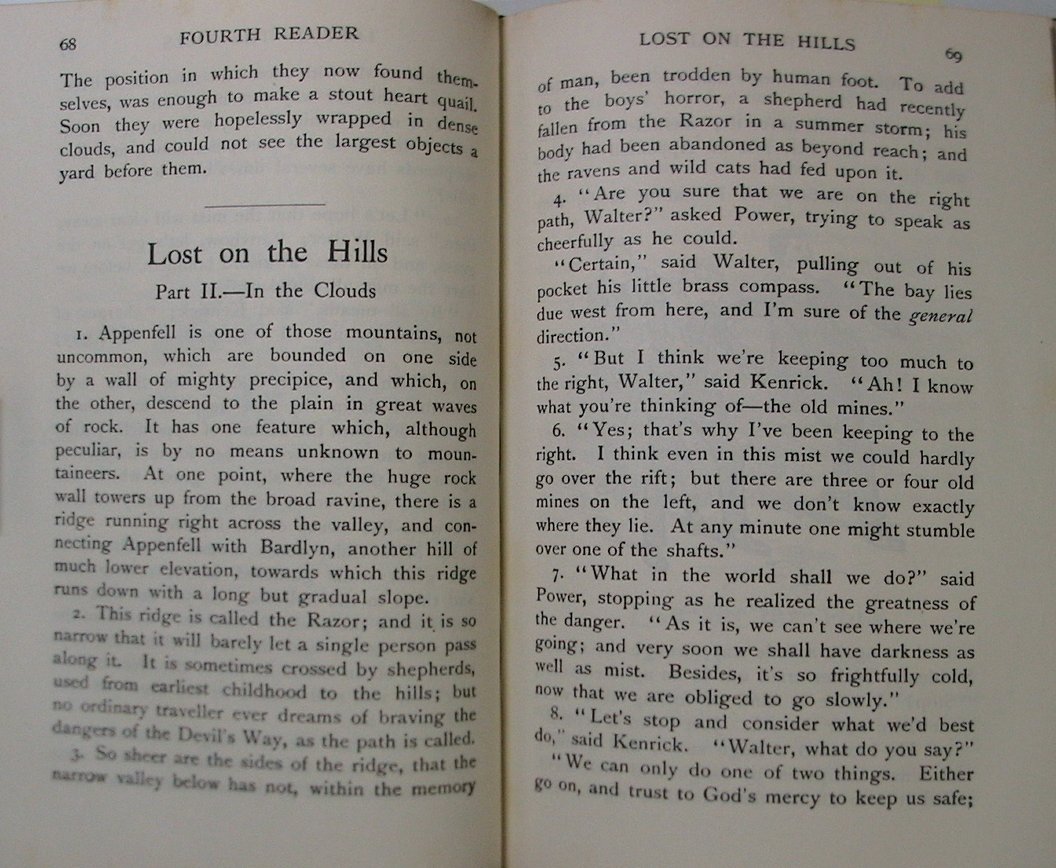 68
FOURTH READER
The position in which they now found them-
selves, was enough to make a stout heart quail.
Soon they were hopelessly wrapped in dense
clouds, and could not see the largest objects a
yard before them.
Lost on the Hills
Part II.—In the Clouds
1. Appenfell is one of those mountains, not
uncommon, which are bounded on one side
by a wall of mighty precipice, and which, on
the other, descend to the plain in great waves
of rock. It has one feature which, although
peculiar, is by no means unknown to moun-
taineers. At one point, where the huge rock
wall towers up from the broad ravine, there is a
ridge running right across the valley, and con-
necting Appenfell with Bardlyn, another hill of
much lower elevation, towards which this ridge
runs down with a long but gradual slope.
2. This ridge is called the Razor; and it is so
narrow that it will barely let a single person pass
along it. It is sometimes crossed by shepherds,
used from earliest childhood to the hills; but
no ordinary traveller ever dreams of braving the
dangers of the Devil's Way, as the path is called.
3. So sheer are the sides of the ridge, that the
narrow valley below has not, within the memory
LOST ON THE HILLS
69
of man, been trodden by human foot. To add
to the boys' horror, a shepherd had recently
fallen from the Razor in a summer storm; his
body had been abandoned as beyond reach; and
the ravens and wild cats had fed upon it.
4. "Are you sure that we are on the right
path, Walter?" asked Power, trying to speak as
cheerfully as he could.
"Certain," said Walter, pulling out of his
pocket his little brass compass. "The bay lies
due west from here, and I'm sure of the general
direction."
5. "But I think we're keeping too much to
the right, Walter," said Kenrick. "Ah! I know
what you're thinking of—the old mines."
6. "Yes; that's why I've been keeping to the
right. I think even in this mist we could hardly
go over the rift; but there are three or four old
mines on the left, and we don't know exactly
where they lie. At any minute one might stumble
over one of the shafts."
7. "What in the world shall we do?" said
Power, stopping as he realized the greatness of
the danger. "As it is, we can't see where we're
going; and very soon we shall have darkness as
well as mist. Besides, it's so frightfully cold,
now that we are obliged to go slowly."
8. "Let's stop and consider what we'd best
do," said Kenrick. "Walter, what do you say?"
"We can only do one of two things. Either
go on, and trust to God's mercy to keep us safe;